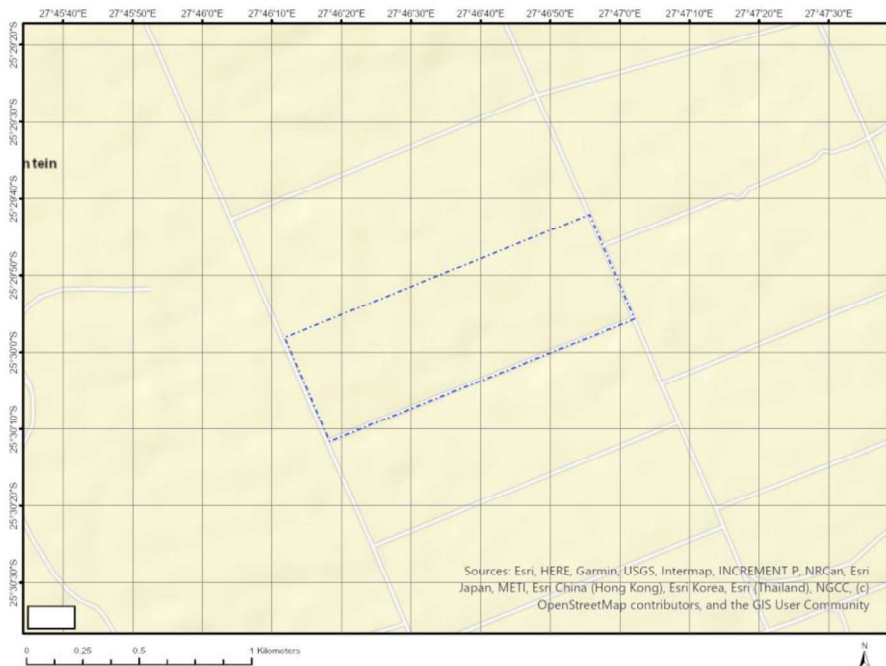 27°45'40"E 27°45'50"E 27°46'0"E 27°46'10"E 27°46'20"E 27°46'30"E 27°46'40"E 27°46'50"E 27°47'0"E 27°47'10"E 27°47'20"E 27°47'30"E
25°29'20"S
25°29'30"S
ntein
25°29'40"S
25°29'50"S
25°30'0"S
25°30'10"S
25°30'20"S
25°30'30"S
Sources: Esri, HERE, Garmin, USGS, Intermap, INCREMENT P, NRCan, Esri
Japan, METI, Esri China (Hong Kong), Esri Korea, Esri (Thailand), NGCC, (c)
OpenStreetMap contributors, and the GIS User Community
0 0.25 0.5 1 Kilometers
N